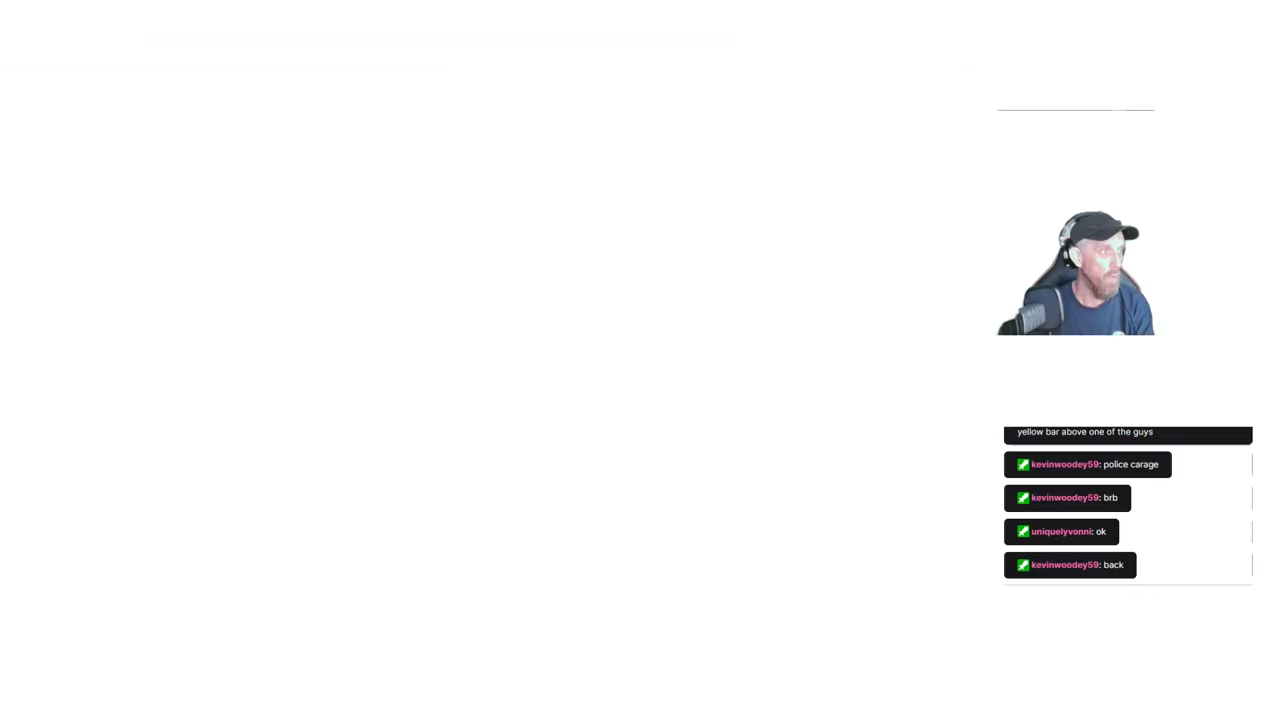 yellow bar above one of the guys
kevinwoodey59: police carage
kevinwoodey59: brb
uniquelyvonni: ok
kevinwoodey59: back